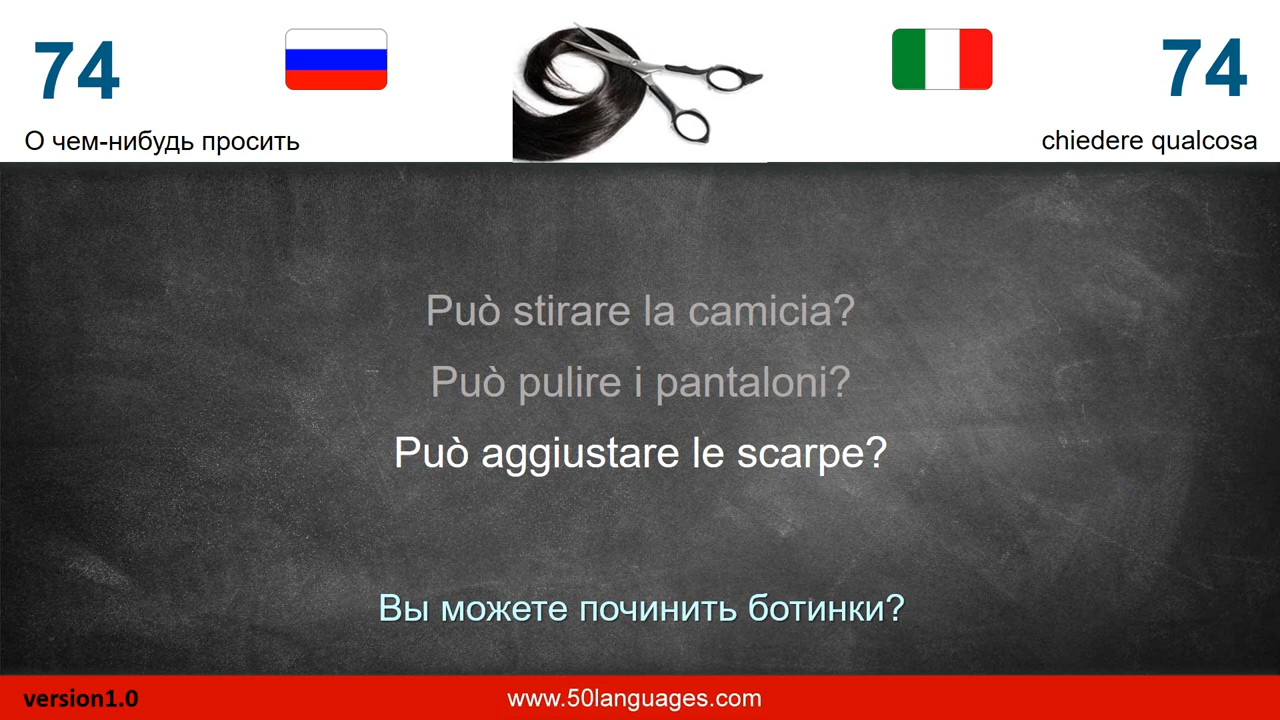 74
74
О чем-нибудь просить
chiedere qualcosa
Può stirare la camicia?
Può pulire i pantaloni?
Può aggiustare le scarpe?
Вы можете починить ботинки?
version1.0
www.50languages.com